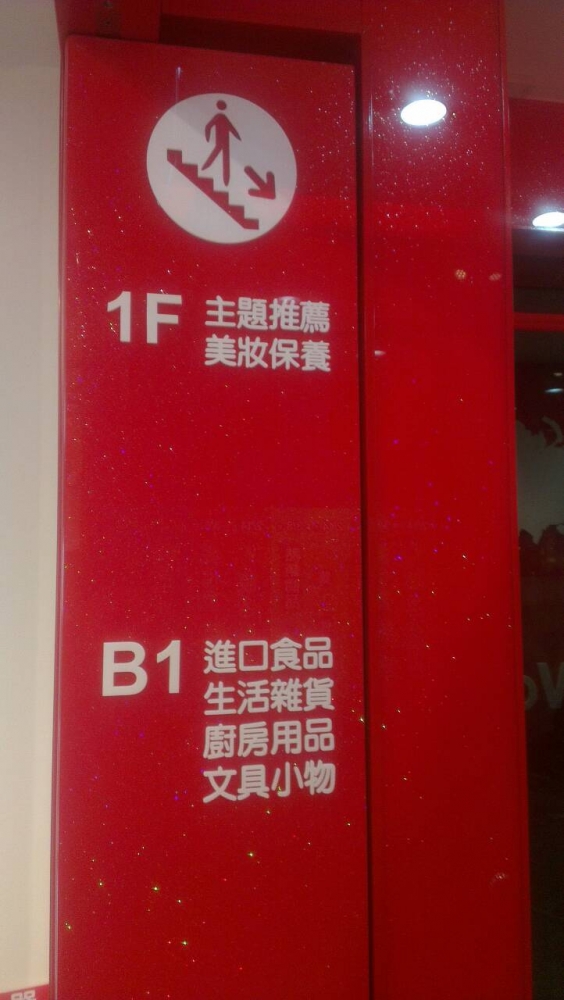 1F 主題推薦
美妝保養
B1 進口食品
生活雜貨
廚房用品
文具小物